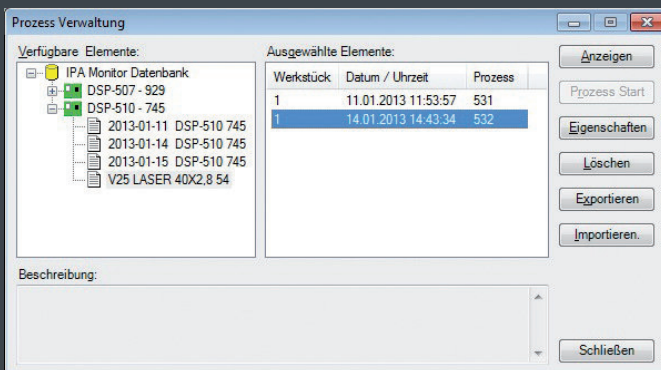 Prozess Verwaltung
Verfügbare Elemente:
IPA Monitor Datenbank
DSP-507 - 929
DSP-510 - 745
2013-01-11 DSP-510 745
2013-01-14 DSP-510 745
2013-01-15 DSP-510 745
V25 LASER 40X2,8 54
Ausgewählte Elemente:
Werkstück Datum / Uhrzeit Prozess
1 11.01.2013 11:53:57 531
1 14.01.2013 14:43:34 532
Anzeigen
Prozess Start
Eigenschaften
Löschen
Exportieren
Importieren.
Beschreibung:
Schließen